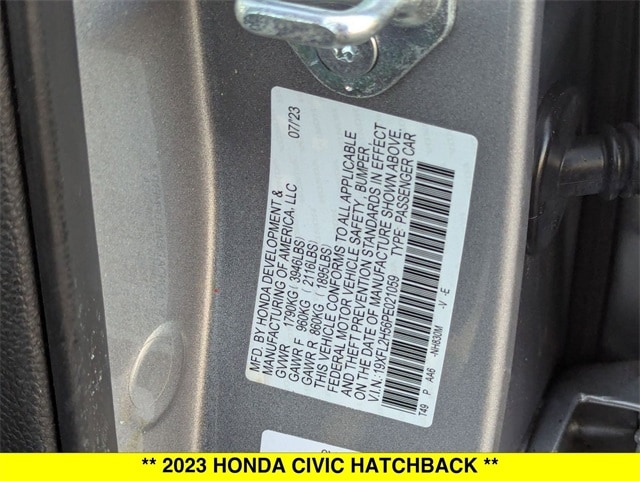 MFD. BY HONDA DEVELOPMENT & 07/23
MANUFACTURING OF AMERICA, LLC
GVWR 1790KG(3946LBS)
GAWR F 960KG (2116LBS)
GAWR R 860KG (1895LBS)
THIS VEHICLE CONFORMS TO ALL APPLICABLE
FEDERAL MOTOR VEHICLE SAFETY, BUMPER
AND THEFT PREVENTION STANDARDS IN EFFECT
ON THE DATE OF MANUFACTURE SHOWN ABOVE.
V.I.N. 19XFL2H56PE021059 TYPE: PASSENGER CAR
T49 P AA6 -NH830M -V -E
** 2023 HONDA CIVIC HATCHBACK **